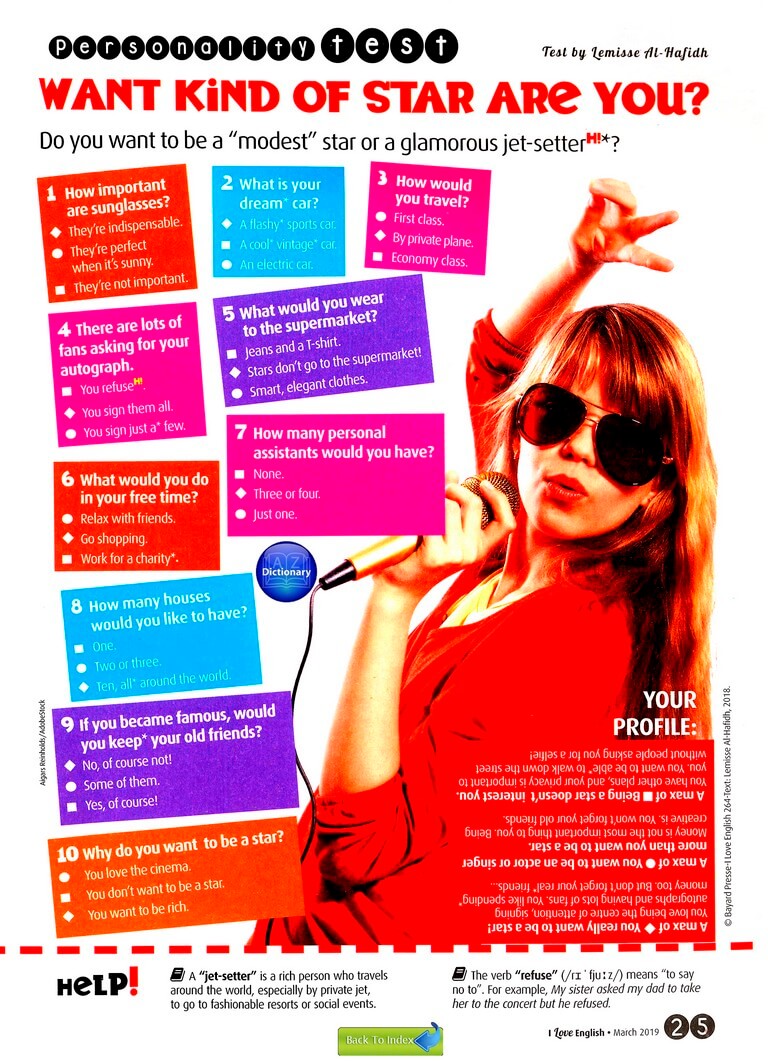 personality test
Test by Lemisse Al-Hafidh
WANT KiND OF STAR ARe YOU?
Do you want to be a “modest” star or a glamorous jet-setterH!*?
1 How important
are sunglasses?
◆ They’re indispensable.
● They’re perfect
when it’s sunny.
■ They’re not important.
2 What is your
dream* car?
◆ A flashy* sports car.
■ A cool* vintage* car.
● An electric car.
3 How would
you travel?
● First class.
◆ By private plane.
■ Economy class.
4 There are lots of
fans asking for your
autograph.
■ You refuseH!.
◆ You sign them all.
● You sign just a* few.
5 What would you wear
to the supermarket?
■ Jeans and a T-shirt.
◆ Stars don’t go to the supermarket!
● Smart, elegant clothes.
6 What would you do
in your free time?
● Relax with friends.
◆ Go shopping.
■ Work for a charity*.
7 How many personal
assistants would you have?
■ None.
◆ Three or four.
● Just one.
A Z
Dictionary
8 How many houses
would you like to have?
■ One.
● Two or three.
◆ Ten, all* around the world.
9 If you became famous, would
you keep* your old friends?
◆ No, of course not!
● Some of them.
■ Yes, of course!
10 Why do you want to be a star?
● You love the cinema.
■ You don’t want to be a star.
◆ You want to be rich.
Aigars Reinholds/AdobeStock
YOUR
PROFILE:
A max of ◆ You really want to be a star!
You love being the centre of attention, signing
autographs and having lots of fans. You like spending*
money too. But don’t forget your real* friends...
A max of ● You want to be an actor or singer
more than you want to be a star.
Money is not the most important thing to you. Being
creative is. You won’t forget your old friends.
A max of ■ Being a star doesn’t interest you.
You have other plans, and your privacy is important to
you. You want to be able* to walk down the street
without people asking you for a selfie!
© Bayard Presse-I Love English 264-Text: Lemisse Al-Hafidh, 2018.
HeLP!
A “jet-setter” is a rich person who travels
around the world, especially by private jet,
to go to fashionable resorts or social events.
The verb “refuse” (/rɪˈfjuːz/) means “to say
no to”. For example, My sister asked my dad to take
her to the concert but he refused.
Back To Index
I Love English • March 2019 25